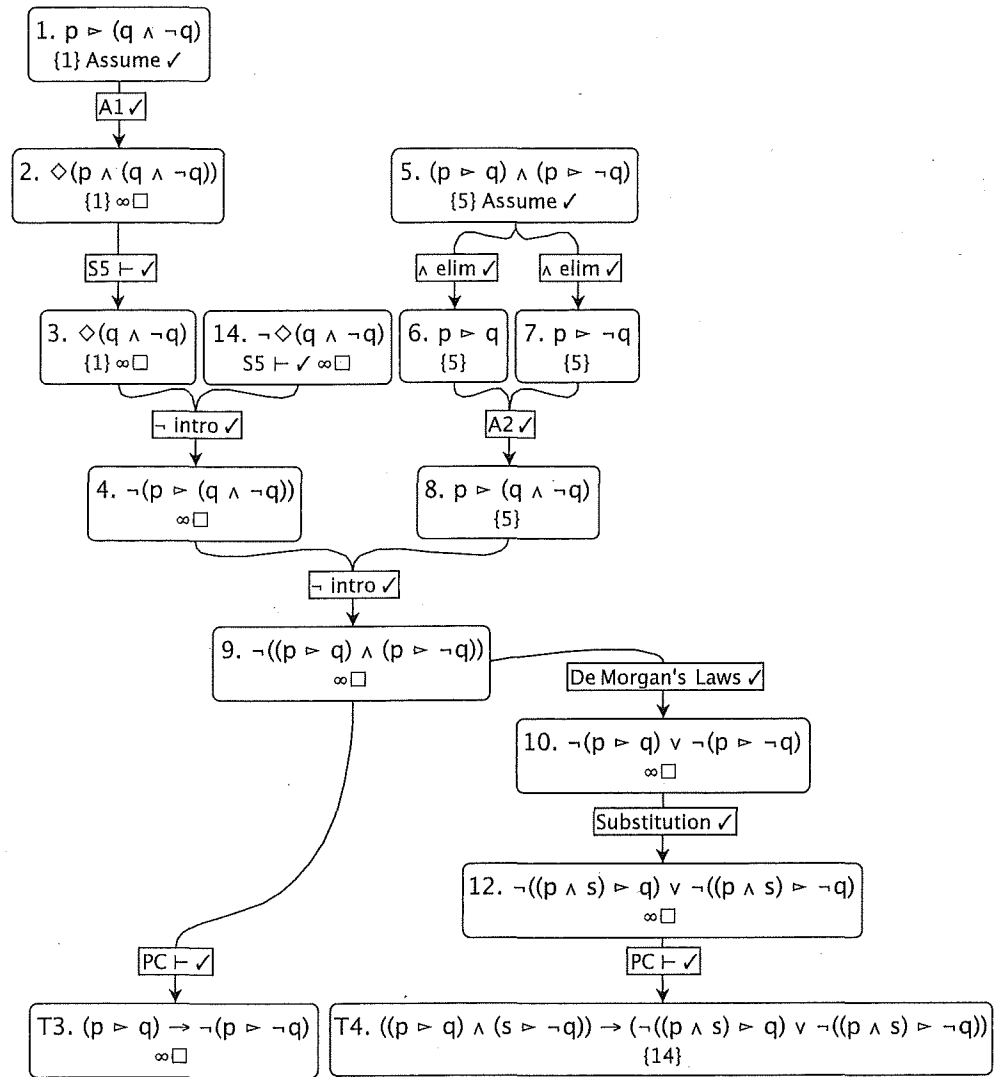 1. p ⊳ (q ∧ ¬q)
{1} Assume ✓
A1 ✓
2. ◇(p ∧ (q ∧ ¬q))
{1} ∞□
5. (p ⊳ q) ∧ (p ⊳ ¬q)
{5} Assume ✓
S5 ⊢ ✓
∧ elim ✓
∧ elim ✓
3. ◇(q ∧ ¬q)
{1} ∞□
14. ¬◇(q ∧ ¬q)
S5 ⊢ ✓ ∞□
6. p ⊳ q
{5}
7. p ⊳ ¬q
{5}
¬ intro ✓
A2 ✓
4. ¬(p ⊳ (q ∧ ¬q))
∞□
8. p ⊳ (q ∧ ¬q)
{5}
¬ intro ✓
9. ¬((p ⊳ q) ∧ (p ⊳ ¬q))
∞□
De Morgan's Laws ✓
10. ¬(p ⊳ q) ∨ ¬(p ⊳ ¬q)
∞□
Substitution ✓
12. ¬((p ∧ s) ⊳ q) ∨ ¬((p ∧ s) ⊳ ¬q)
∞□
PC ⊢ ✓
PC ⊢ ✓
T3. (p ⊳ q) → ¬(p ⊳ ¬q)
∞□
T4. ((p ⊳ q) ∧ (s ⊳ ¬q)) → (¬((p ∧ s) ⊳ q) ∨ ¬((p ∧ s) ⊳ ¬q))
{14}